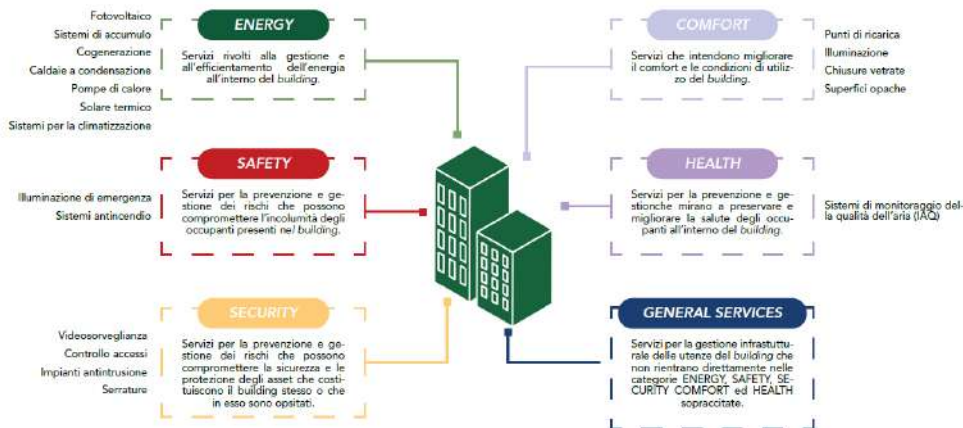 Fotovoltaico
Sistemi di accumulo
Cogenerazione
Caldaie a condensazione
Pompe di calore
Solare termico
Sistemi per la climatizzazione
ENERGY
Servizi rivolti alla gestione e
all'efficientamento dell'energia
all'interno del building.
COMFORT
Servizi che intendono migliorare
il comfort e le condizioni di utiliz-
zo del building.
Punti di ricarica
Illuminazione
Chiusure vetrate
Superfici opache
Illuminazione di emergenza
Sistemi antincendio
SAFETY
Servizi per la prevenzione e ge-
stione dei rischi che possono
compromettere l'incolumità degli
occupanti presenti nel building.
HEALTH
Servizi per la prevenzione e ge-
stionche mirano a preservare e
migliorare la salute degli occu-
panti all'interno del building.
Sistemi di monitoraggio del-
la qualità dell'aria (IAQ)
Videosorveglianza
Controllo accessi
Impianti antintrusione
Serrature
SECURITY
Servizi per la prevenzione e ge-
stione dei rischi che possono
compromettere la sicurezza e le
protezione degli asset che costi-
tuiscono il building stesso o che
in esso sono opsitati.
GENERAL SERVICES
Servizi per la gestione infrastuttu-
rale delle utenze del building che
non rientrano direttamente nelle
categorie ENERGY, SAFETY, SE-
CURITY COMFORT ed HEALTH
sopraccitate.